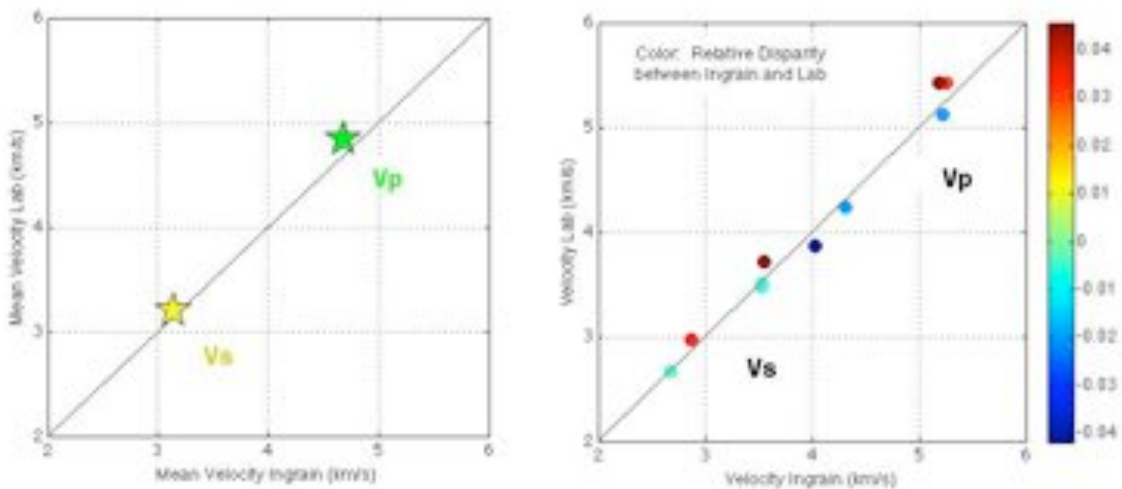 6
5
4
3
2
Mean Velocity Lab (km/s)
Vp
Vs
2
3
4
5
6
Mean Velocity Ingrain (km/s)
6
5
4
3
2
Velocity Lab (km/s)
Color: Relative Disparity
between Ingrain and Lab
Vp
Vs
2
3
4
5
6
Velocity Ingrain (km/s)
0.04
0.03
0.02
0.01
0
-0.01
-0.02
-0.03
-0.04